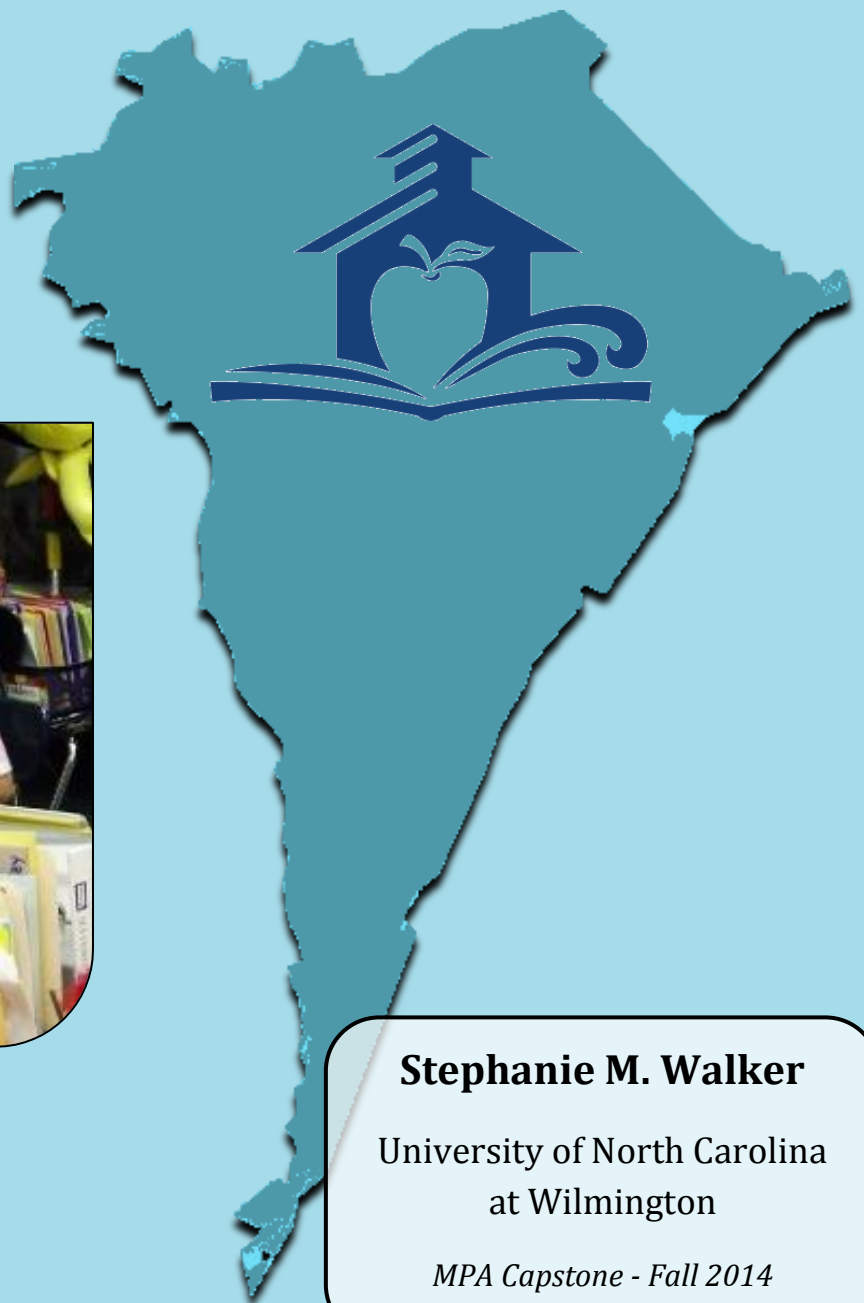 Stephanie M. Walker
University of North Carolina
at Wilmington
MPA Capstone - Fall 2014